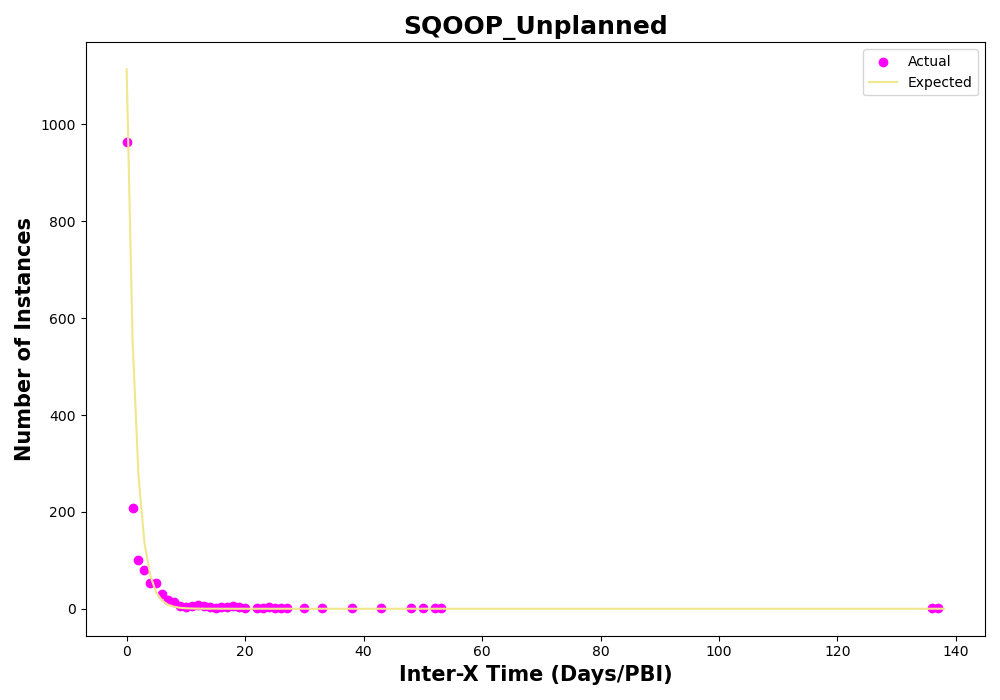 SQOOP_Unplanned
Actual
Expected
Number of Instances
1000
800
600
400
200
0
0 20 40 60 80 100 120 140
Inter-X Time (Days/PBI)